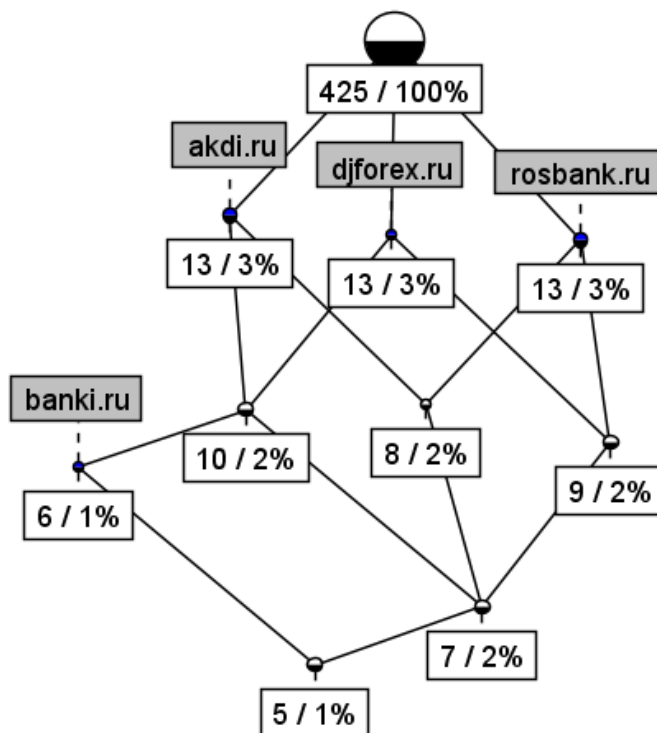 425 / 100%
akdi.ru
djforex.ru
rosbank.ru
13 / 3%
13 / 3%
13 / 3%
banki.ru
10 / 2%
8 / 2%
9 / 2%
6 / 1%
7 / 2%
5 / 1%